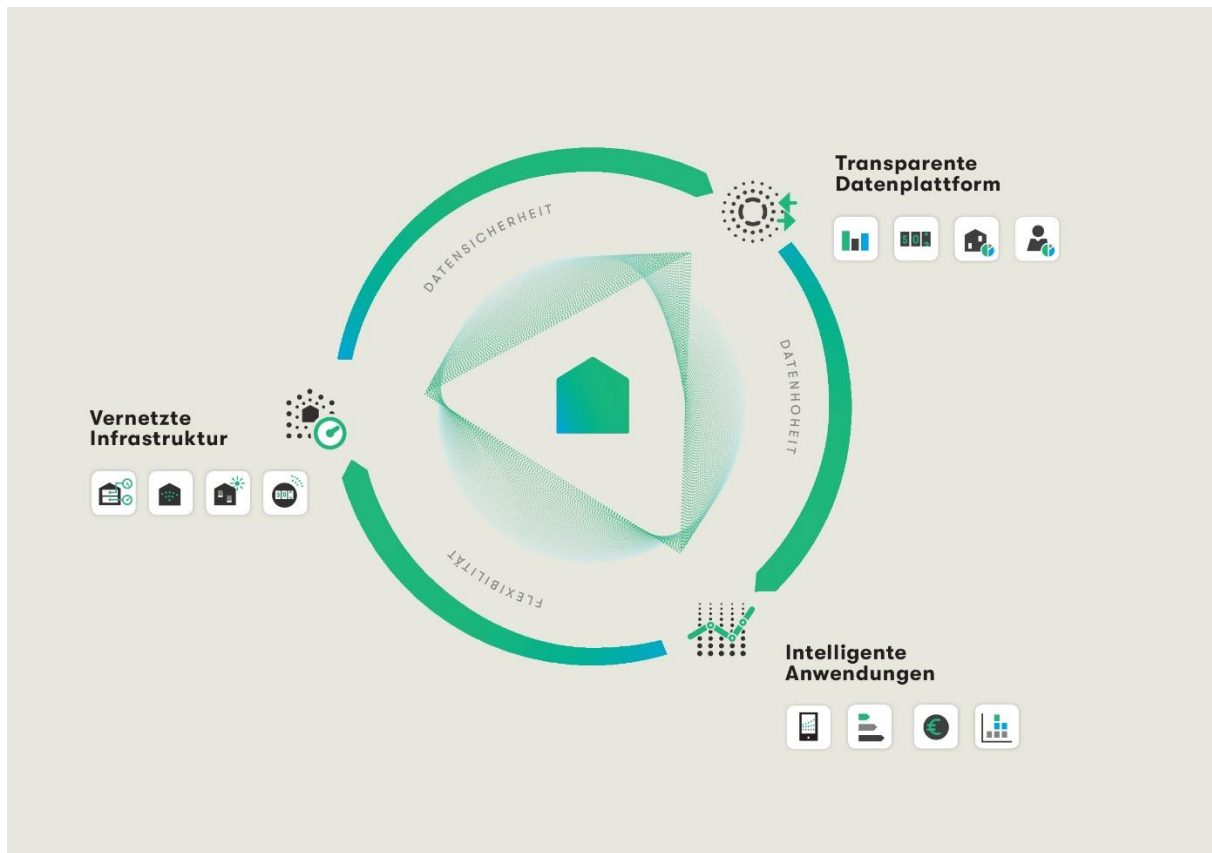 Transparente
Datenplattform
DATENSICHERHEIT
DATENHOHEIT
Vernetzte
Infrastruktur
FLEXIBILITÄT
Intelligente
Anwendungen
€